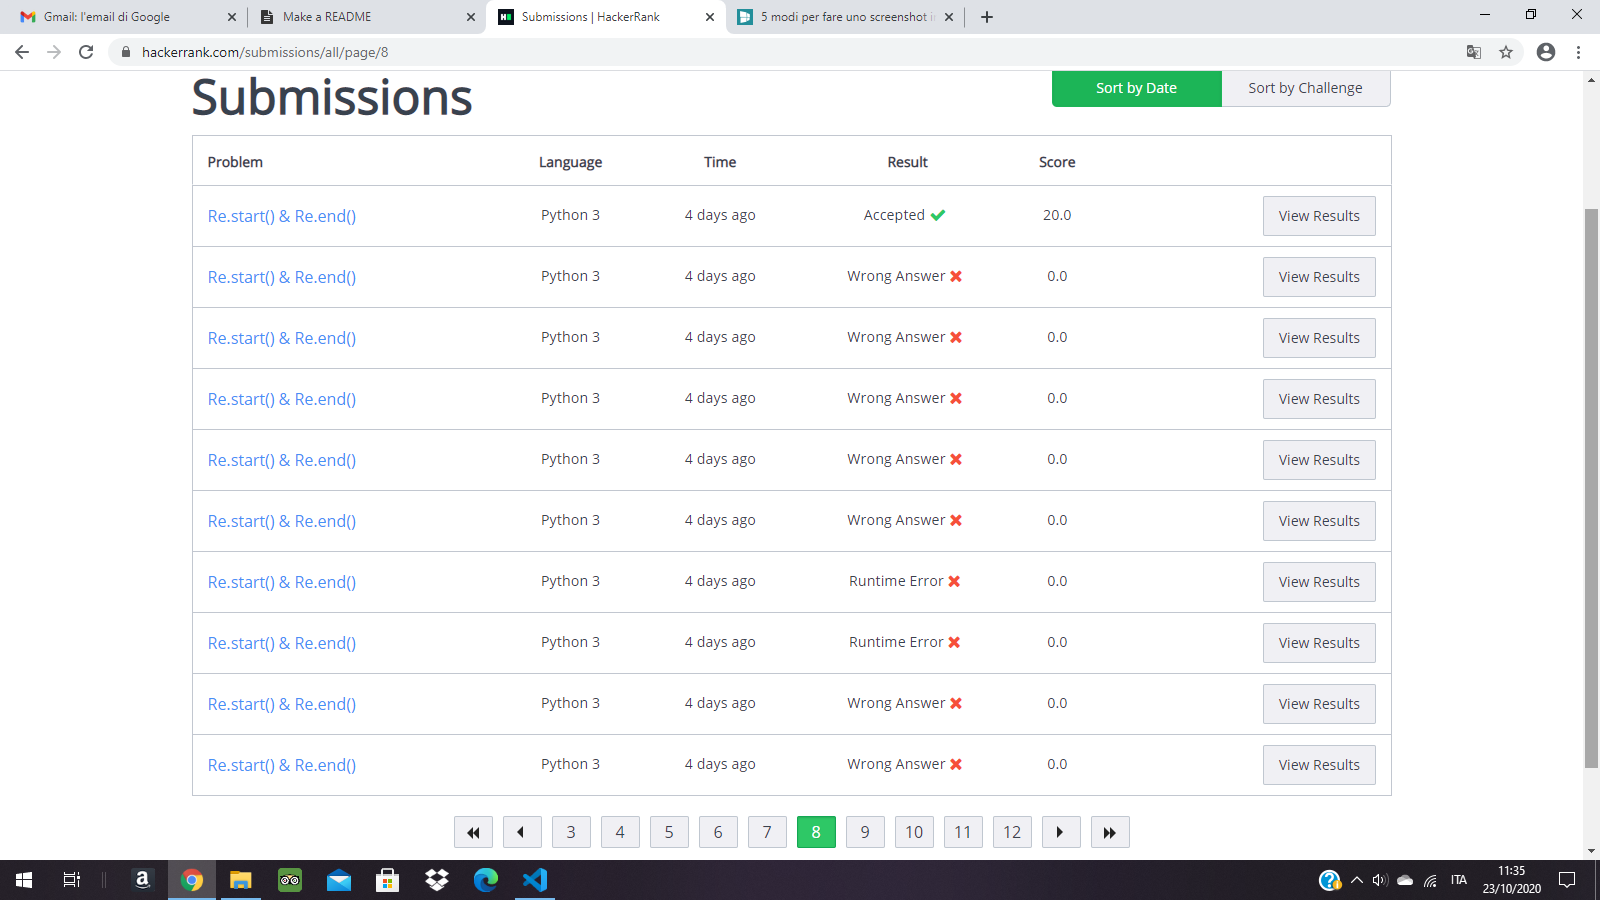 Gmail: l'email di Google
Make a README
Submissions | HackerRank
5 modi per fare uno screenshot i
hackerrank.com/submissions/all/page/8
Submissions
Sort by Date
Sort by Challenge
Problem Language Time Result Score
Re.start() & Re.end() Python 3 4 days ago Accepted 20.0 View Results
Re.start() & Re.end() Python 3 4 days ago Wrong Answer 0.0 View Results
Re.start() & Re.end() Python 3 4 days ago Wrong Answer 0.0 View Results
Re.start() & Re.end() Python 3 4 days ago Wrong Answer 0.0 View Results
Re.start() & Re.end() Python 3 4 days ago Wrong Answer 0.0 View Results
Re.start() & Re.end() Python 3 4 days ago Wrong Answer 0.0 View Results
Re.start() & Re.end() Python 3 4 days ago Runtime Error 0.0 View Results
Re.start() & Re.end() Python 3 4 days ago Runtime Error 0.0 View Results
Re.start() & Re.end() Python 3 4 days ago Wrong Answer 0.0 View Results
Re.start() & Re.end() Python 3 4 days ago Wrong Answer 0.0 View Results
3 4 5 6 7 8 9 10 11 12
ITA
11:35
23/10/2020